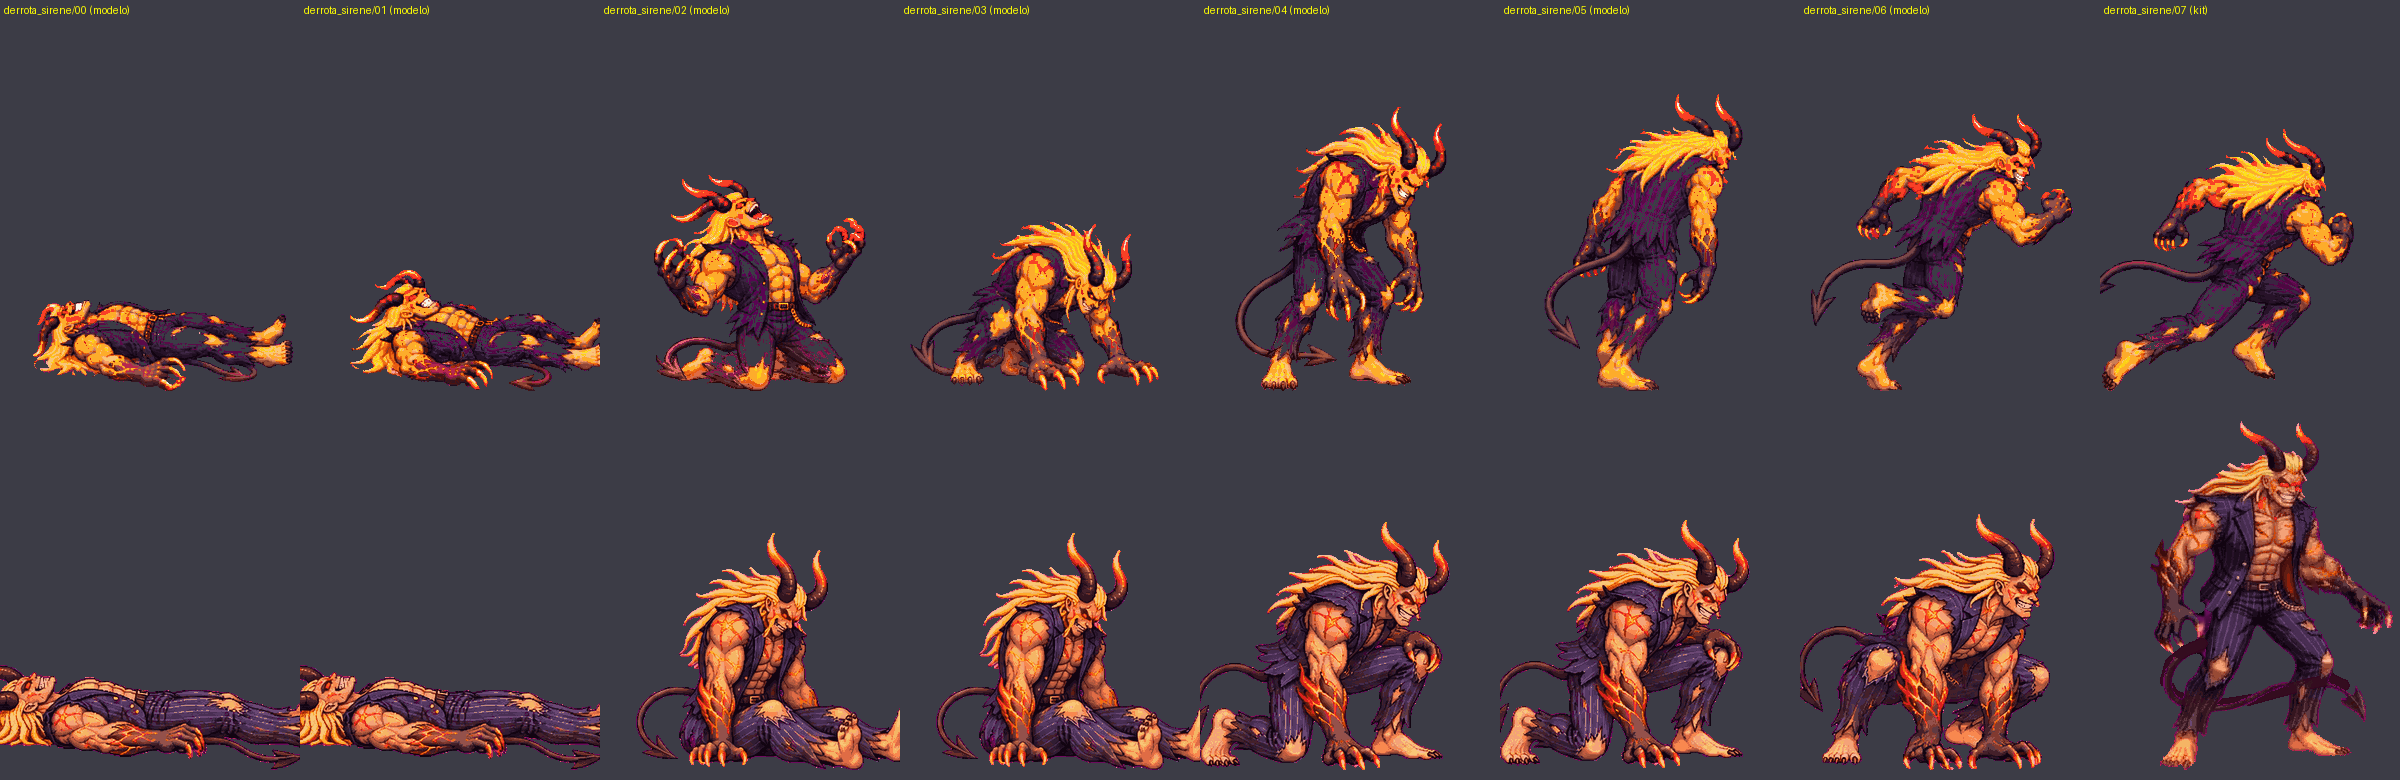 derrota_sirene/00 (modelo)
derrota_sirene/01 (modelo)
derrota_sirene/02 (modelo)
derrota_sirene/03 (modelo)
derrota_sirene/04 (modelo)
derrota_sirene/05 (modelo)
derrota_sirene/06 (modelo)
derrota_sirene/07 (kit)